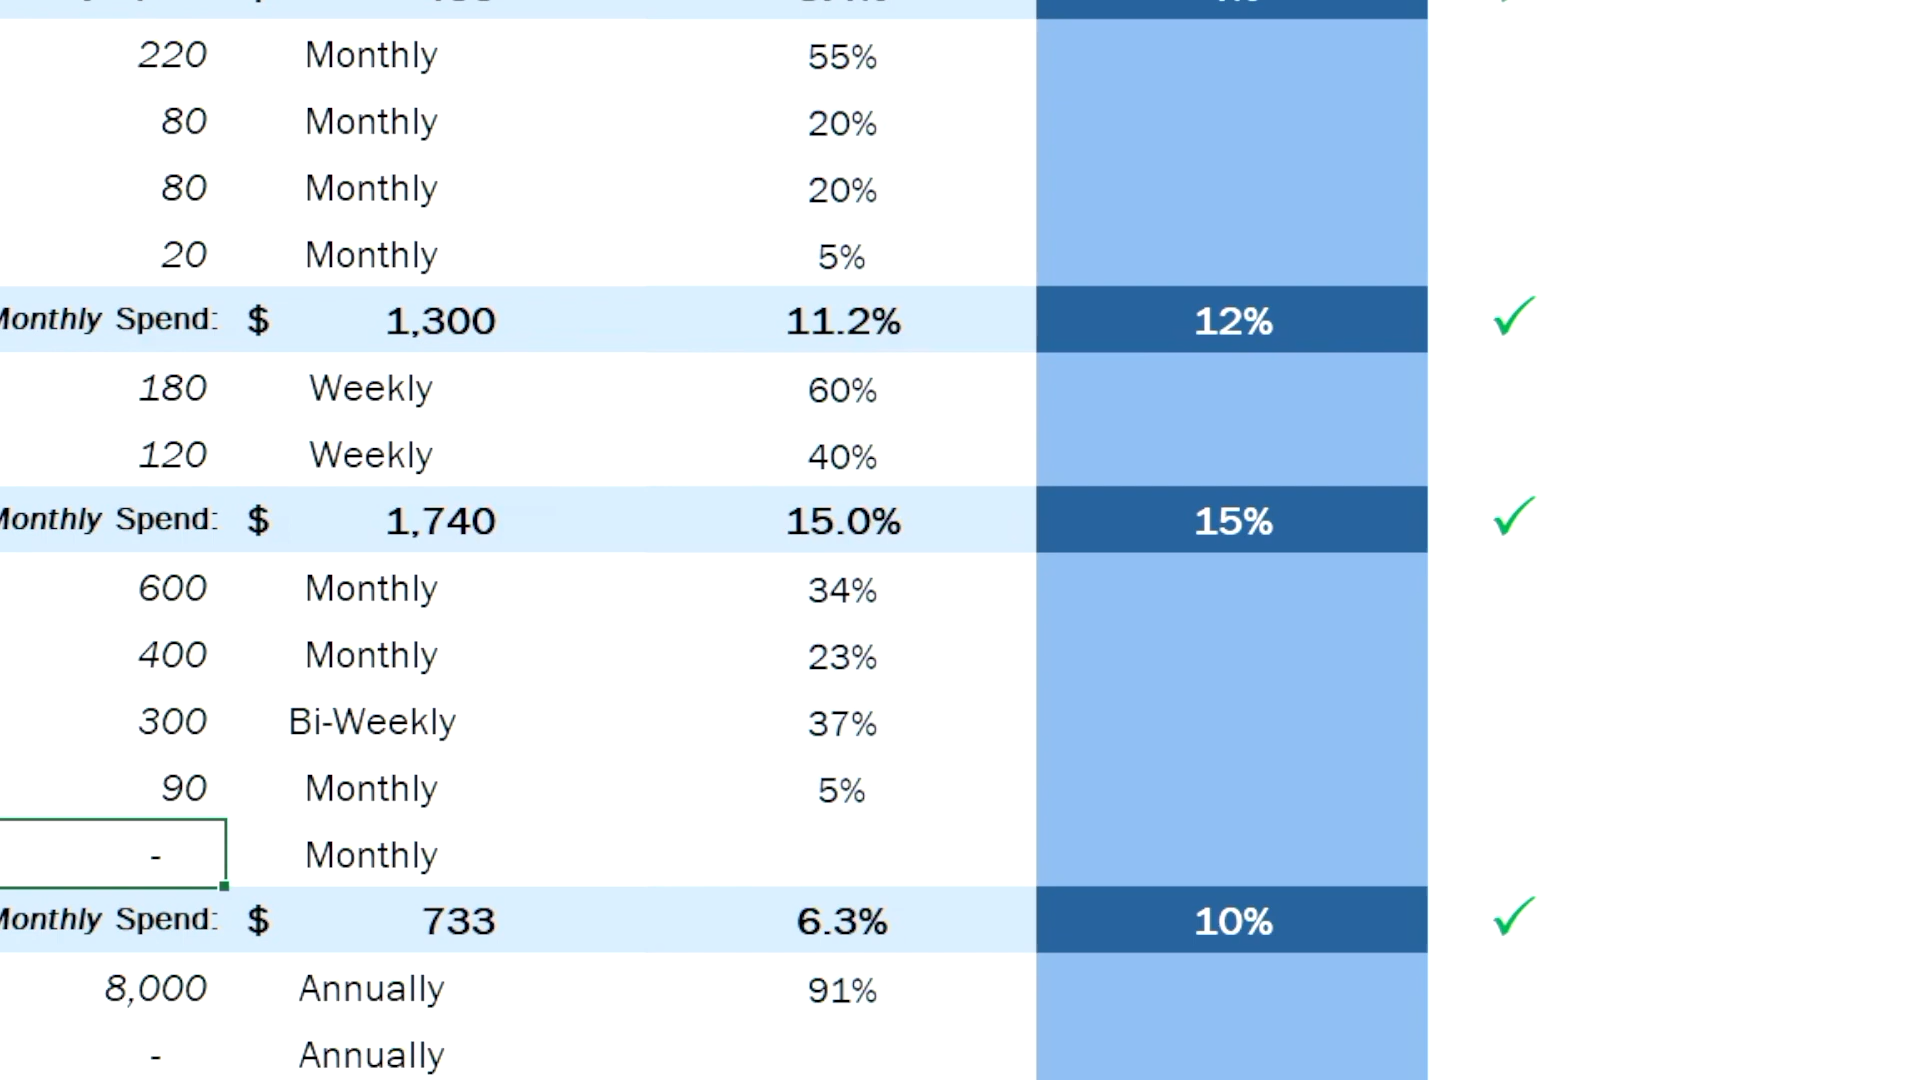 220 Monthly 55%
80 Monthly 20%
80 Monthly 20%
20 Monthly 5%
Monthly Spend: $ 1,300 11.2% 12% ✓
180 Weekly 60%
120 Weekly 40%
Monthly Spend: $ 1,740 15.0% 15% ✓
600 Monthly 34%
400 Monthly 23%
300 Bi-Weekly 37%
90 Monthly 5%
- Monthly
Monthly Spend: $ 733 6.3% 10% ✓
8,000 Annually 91%
- Annually